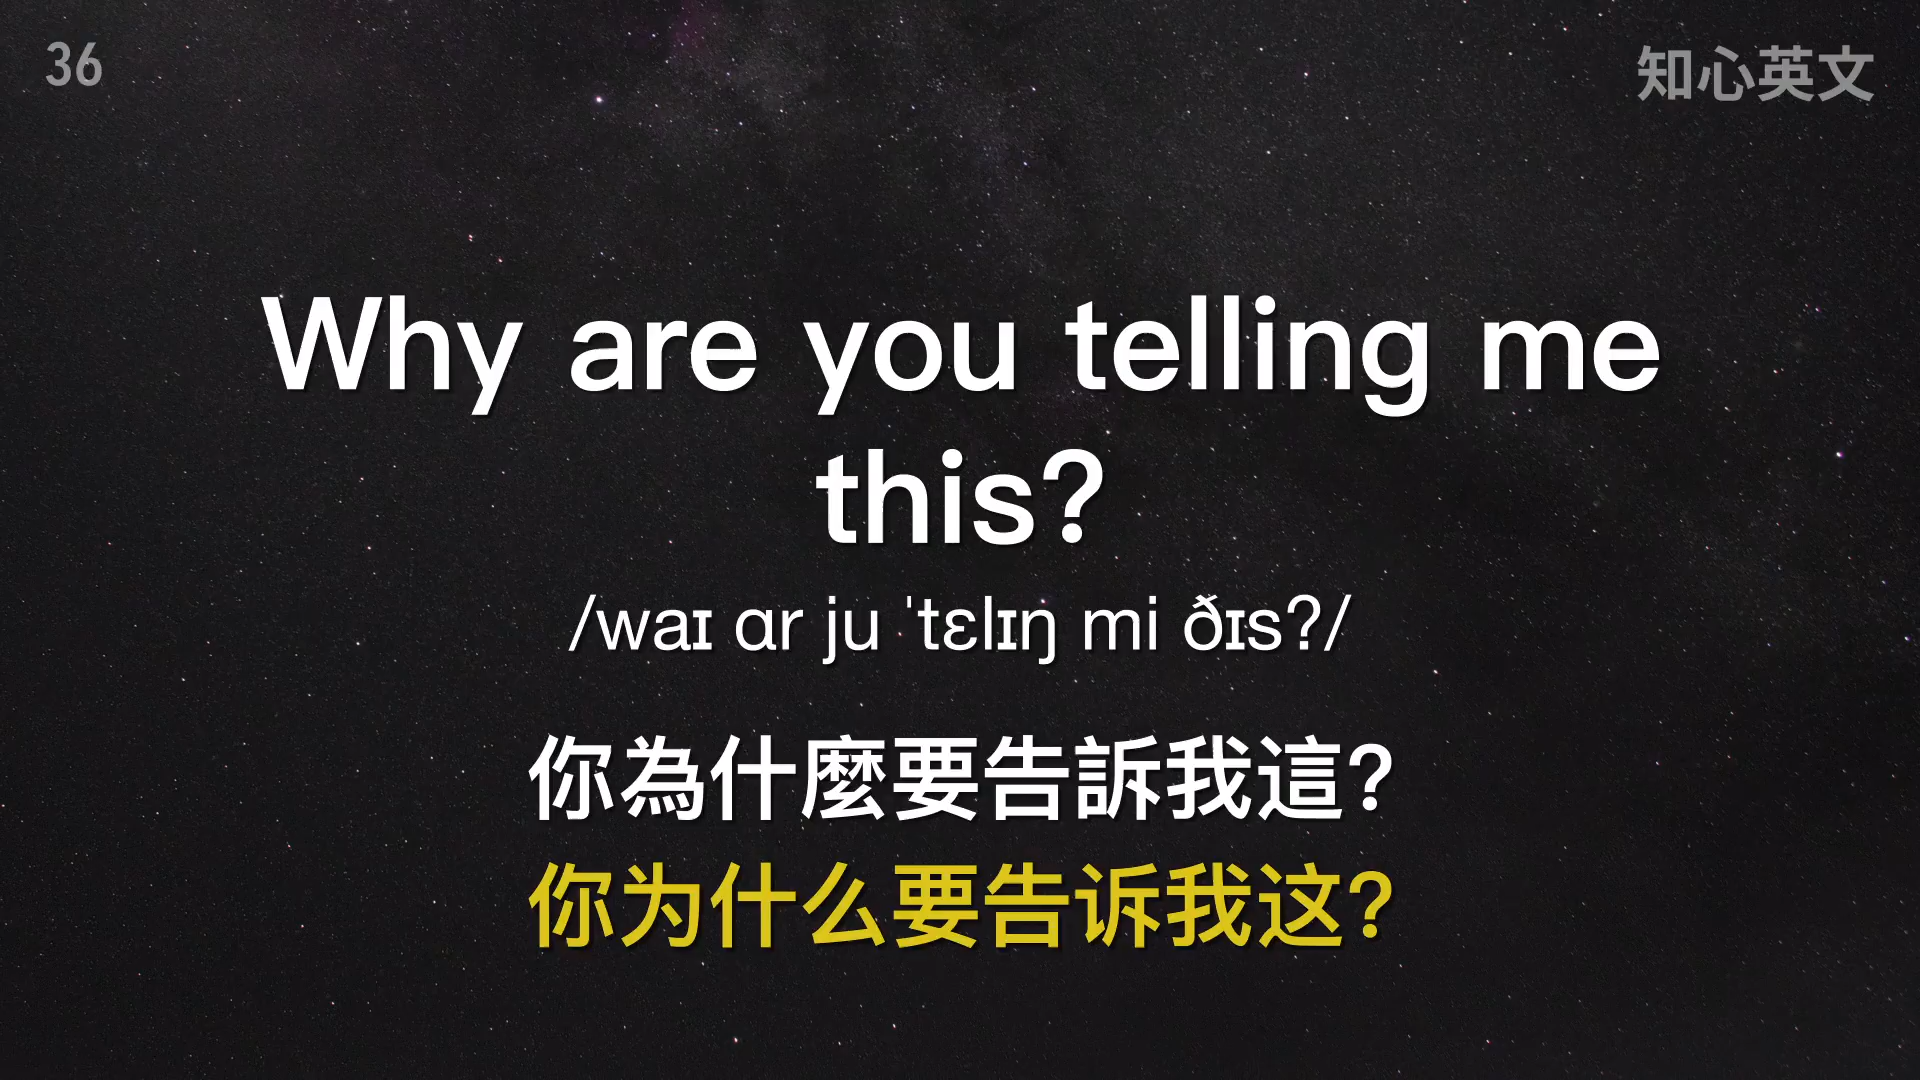 36
知心英文
Why are you telling me
this?
/waɪ ɑr ju ˈtɛlɪŋ mi ðɪs?/
你為什麼要告訴我這?
你为什么要告诉我这?